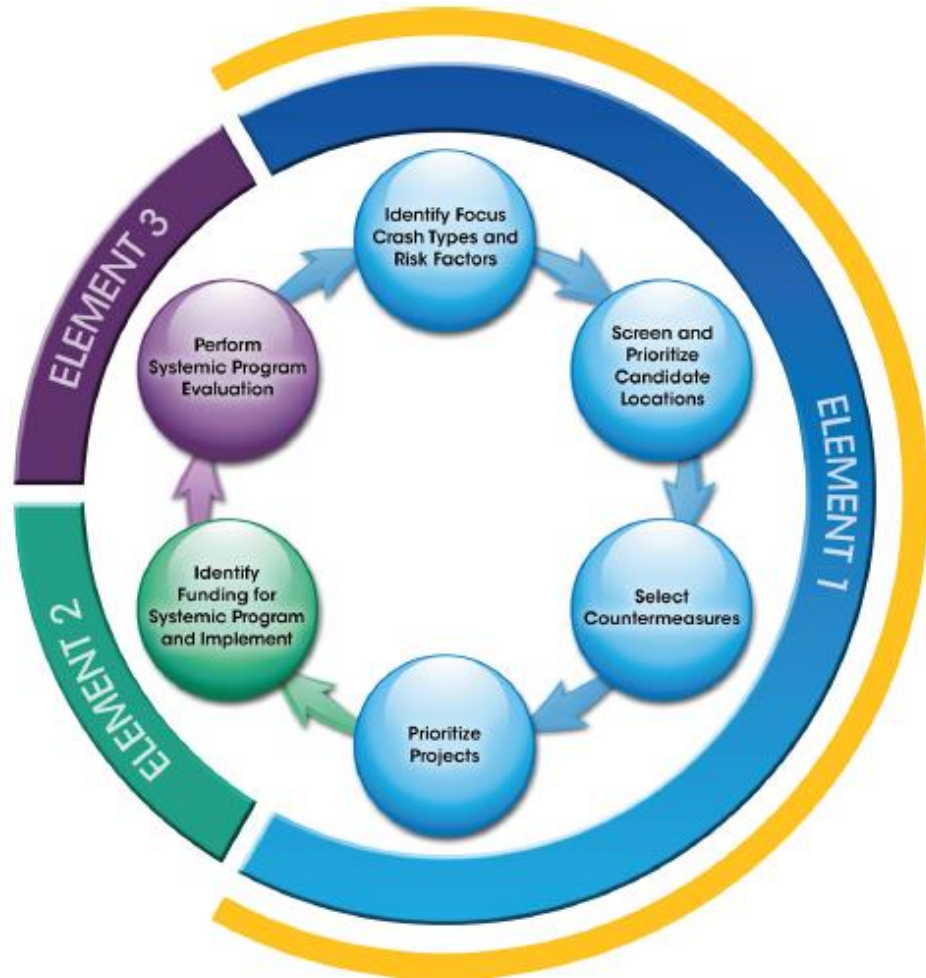 Identify Focus
Crash Types and
Risk Factors
Screen and
Prioritize
Candidate
Locations
Select
Countermeasures
Prioritize
Projects
Identify
Funding for
Systemic Program
and Implement
Perform
Systemic Program
Evaluation
ELEMENT 1
ELEMENT 2
ELEMENT 3